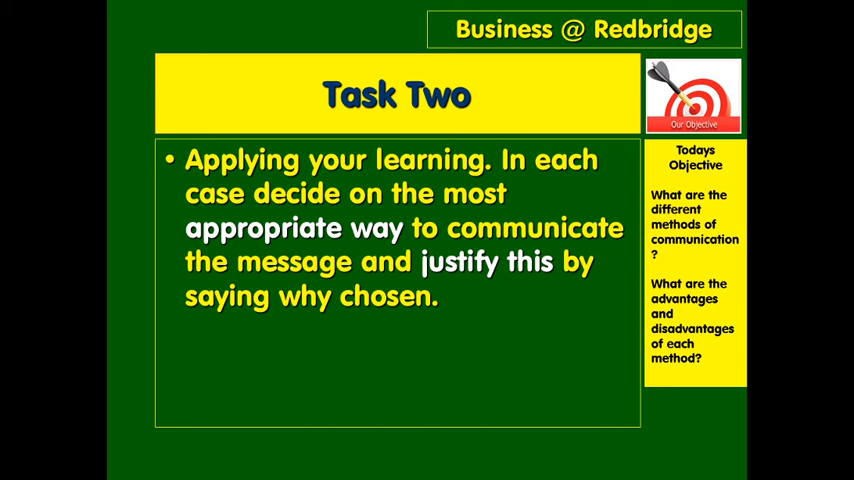 Business @ Redbridge
Task Two
Our Objective
• Applying your learning. In each
case decide on the most
appropriate way to communicate
the message and justify this by
saying why chosen.
Todays
Objective
What are the
different
methods of
communication
?
What are the
advantages
and
disadvantages
of each
method?